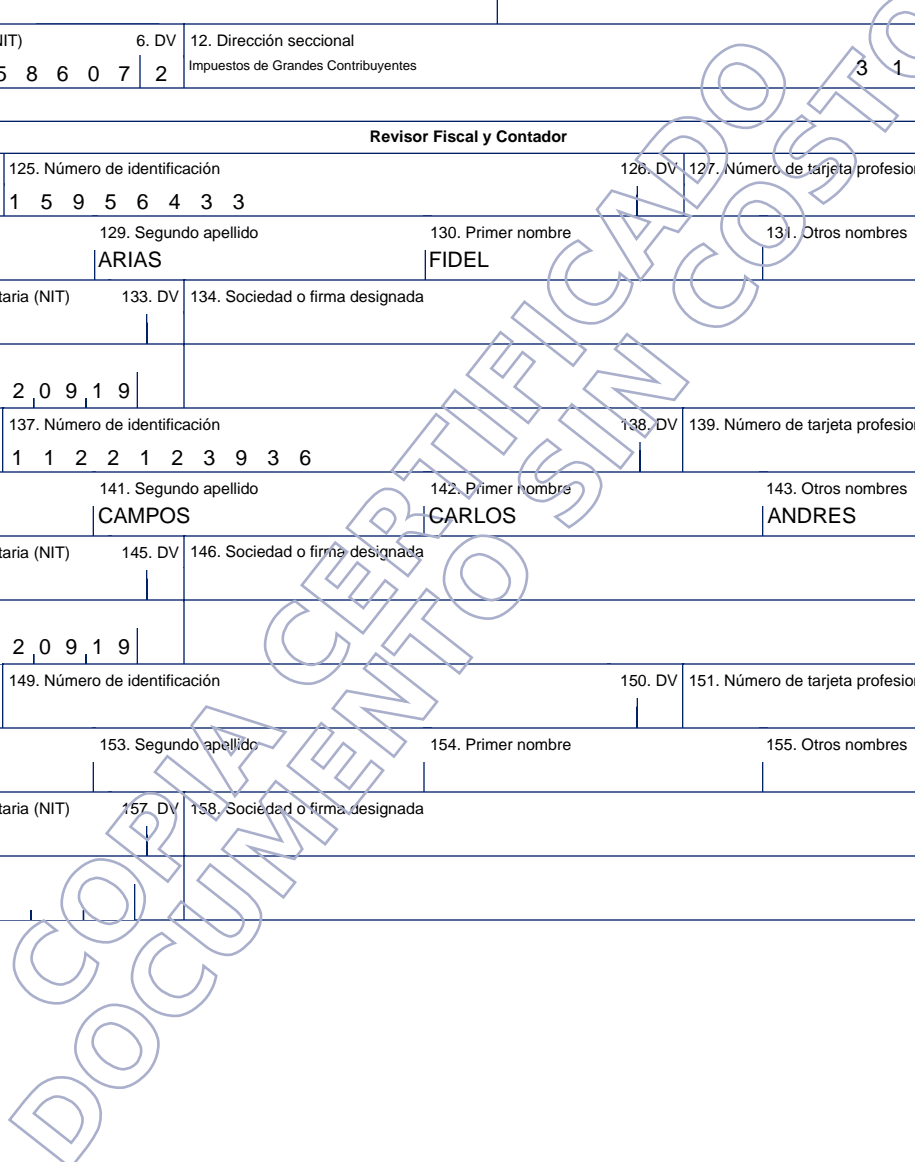 NIT) 6. DV 12. Dirección seccional
5 8 6 0 7 2 Impuestos de Grandes Contribuyentes 3 1
Revisor Fiscal y Contador
125. Número de identificación 126. DV 127. Número de tarjeta profesion
1 5 9 5 6 4 3 3
129. Segundo apellido 130. Primer nombre 131. Otros nombres
ARIAS FIDEL
taria (NIT) 133. DV 134. Sociedad o firma designada
2 0 9 1 9
137. Número de identificación 138. DV 139. Número de tarjeta profesion
1 1 2 2 1 2 3 9 3 6
141. Segundo apellido 142. Primer nombre 143. Otros nombres
CAMPOS CARLOS ANDRES
taria (NIT) 145. DV 146. Sociedad o firma designada
2 0 9 1 9
149. Número de identificación 150. DV 151. Número de tarjeta profesion
153. Segundo apellido 154. Primer nombre 155. Otros nombres
taria (NIT) 157. DV 158. Sociedad o firma designada
COPIA CERTIFICADO
DOCUMENTO SIN COSTO